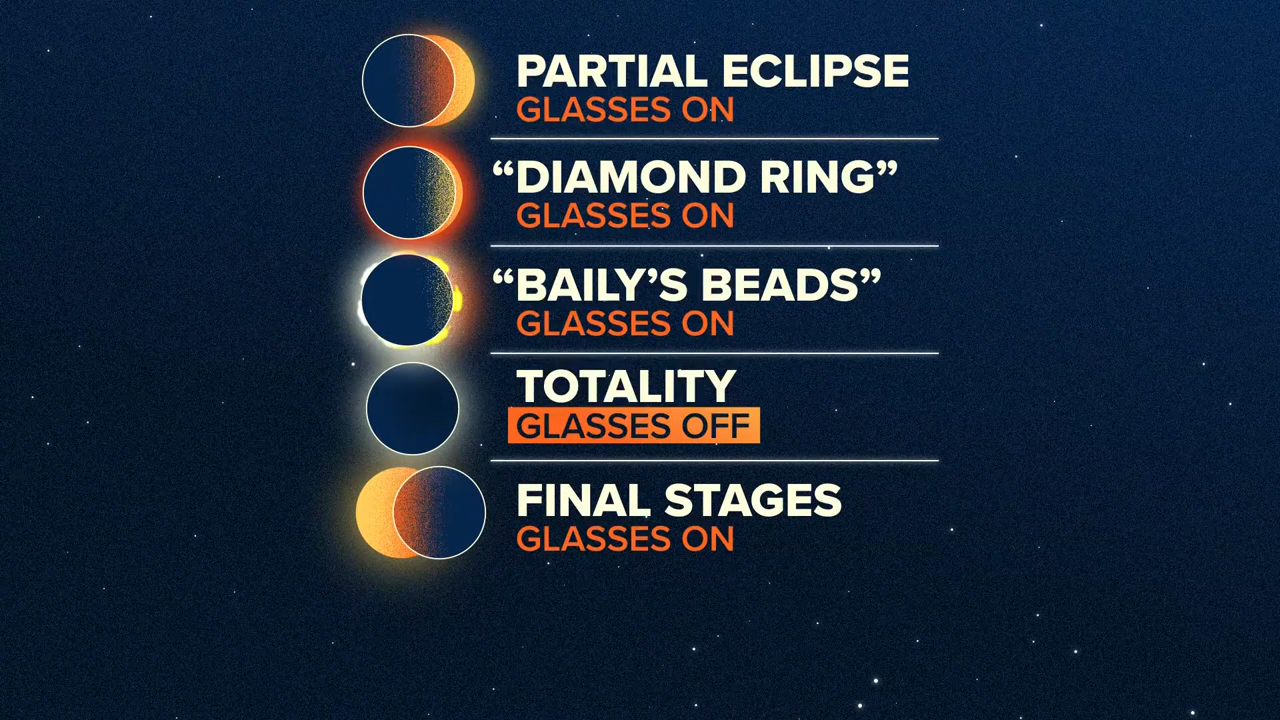 PARTIAL ECLIPSE
GLASSES ON
“DIAMOND RING”
GLASSES ON
“BAILY’S BEADS”
GLASSES ON
TOTALITY
GLASSES OFF
FINAL STAGES
GLASSES ON